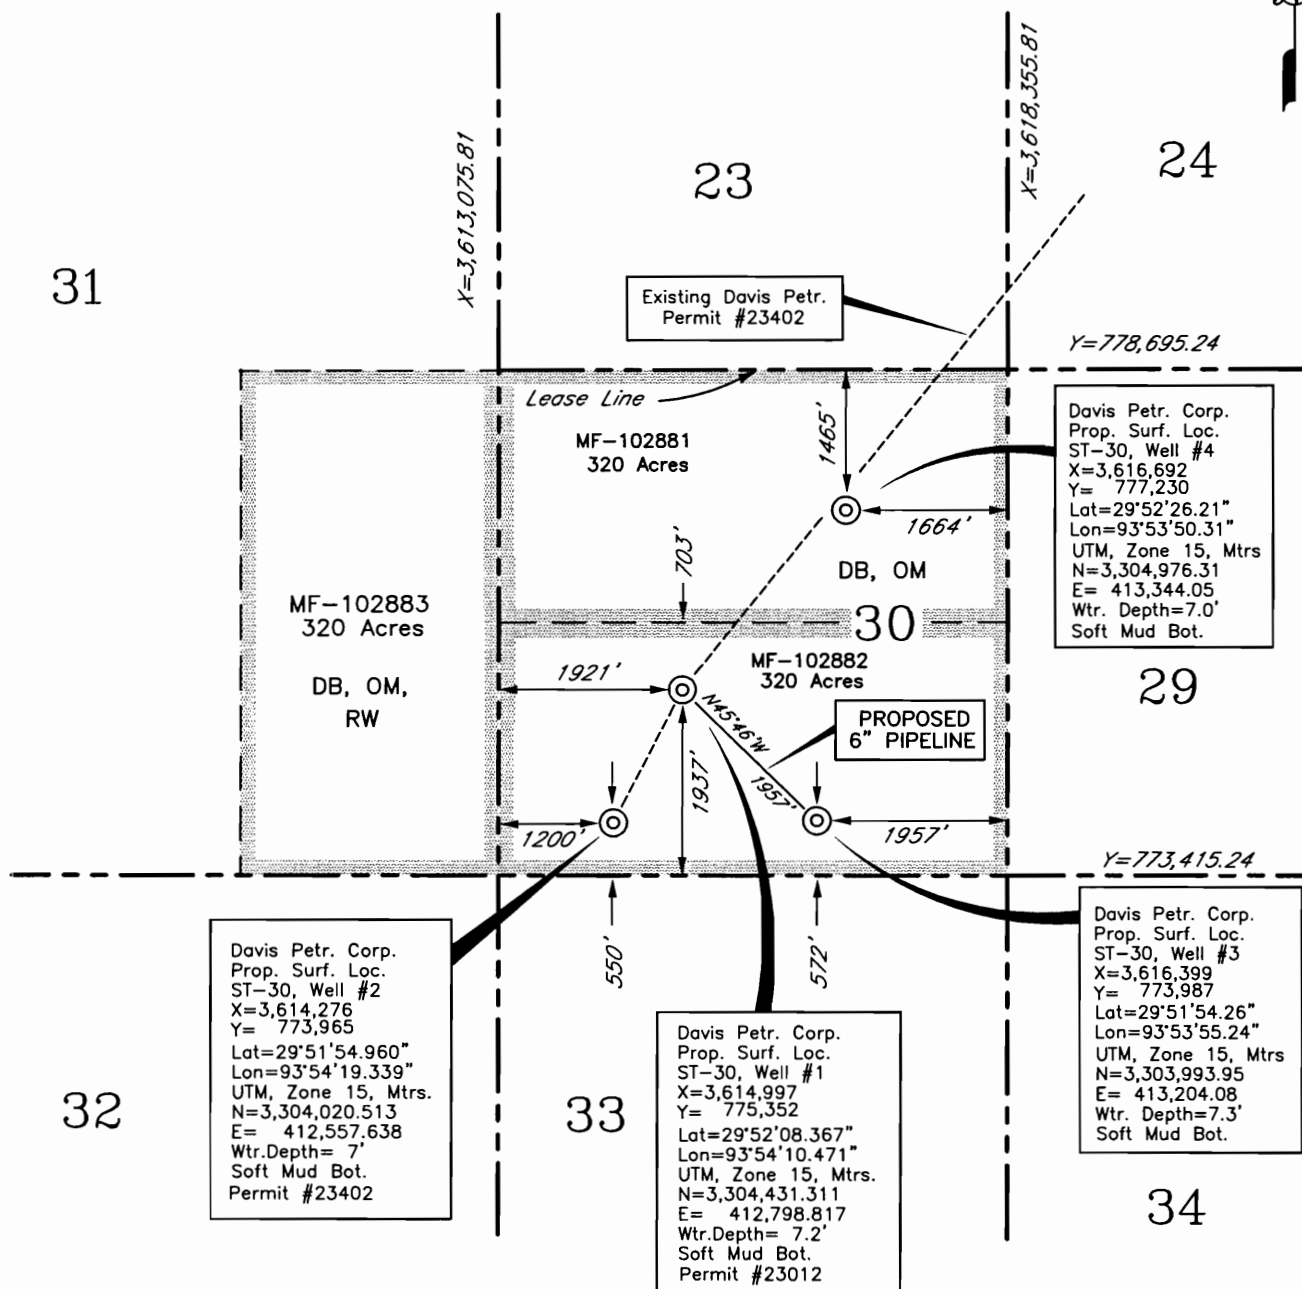 23
24
31
X=3,613,075.81
X=3,618,355.81
Existing Davis Petr.
Permit #23402
Y=778,695.24
Lease Line
MF-102881
320 Acres
1465'
1664'
DB, OM
Davis Petr. Corp.
Prop. Surf. Loc.
ST-30, Well #4
X=3,616,692
Y= 777,230
Lat=29°52'26.21"
Lon=93°53'50.31"
UTM, Zone 15, Mtrs
N=3,304,976.31
E= 413,344.05
Wtr. Depth=7.0'
Soft Mud Bot.
703'
MF-102883
320 Acres
DB, OM,
RW
30
MF-102882
320 Acres
1921'
N45°46'W
1957'
PROPOSED
6" PIPELINE
29
1937'
1200'
1957'
Y=773,415.24
550'
572'
Davis Petr. Corp.
Prop. Surf. Loc.
ST-30, Well #2
X=3,614,276
Y= 773,965
Lat=29°51'54.960"
Lon=93°54'19.339"
UTM, Zone 15, Mtrs.
N=3,304,020.513
E= 412,557.638
Wtr.Depth= 7'
Soft Mud Bot.
Permit #23402
Davis Petr. Corp.
Prop. Surf. Loc.
ST-30, Well #1
X=3,614,997
Y= 775,352
Lat=29°52'08.367"
Lon=93°54'10.471"
UTM, Zone 15, Mtrs.
N=3,304,431.311
E= 412,798.817
Wtr.Depth= 7.2'
Soft Mud Bot.
Permit #23012
Davis Petr. Corp.
Prop. Surf. Loc.
ST-30, Well #3
X=3,616,399
Y= 773,987
Lat=29°51'54.26"
Lon=93°53'55.24"
UTM, Zone 15, Mtrs
N=3,303,993.95
E= 413,204.08
Wtr. Depth=7.3'
Soft Mud Bot.
32
33
34